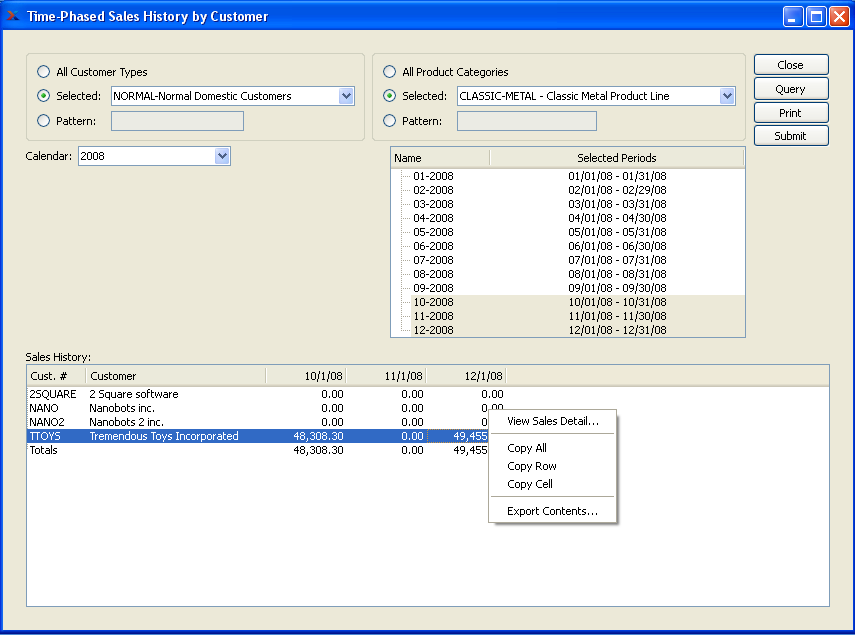 Time-Phased Sales History by Customer
All Customer Types
Selected: NORMAL-Normal Domestic Customers
Pattern:
All Product Categories
Selected: CLASSIC-METAL - Classic Metal Product Line
Pattern:
Close
Query
Print
Submit
Calendar: 2008
Name Selected Periods
01-2008 01/01/08 - 01/31/08
02-2008 02/01/08 - 02/29/08
03-2008 03/01/08 - 03/31/08
04-2008 04/01/08 - 04/30/08
05-2008 05/01/08 - 05/31/08
06-2008 06/01/08 - 06/30/08
07-2008 07/01/08 - 07/31/08
08-2008 08/01/08 - 08/31/08
09-2008 09/01/08 - 09/30/08
10-2008 10/01/08 - 10/31/08
11-2008 11/01/08 - 11/30/08
12-2008 12/01/08 - 12/31/08
Sales History:
Cust. # Customer 10/1/08 11/1/08 12/1/08
2SQUARE 2 Square software 0.00 0.00 0.00
NANO Nanobots inc. 0.00 0.00 0.00
NANO2 Nanobots 2 inc. 0.00 0.00
TTOYS Tremendous Toys Incorporated 48,308.30 0.00 49,455
Totals 48,308.30 0.00 49,455
View Sales Detail...
Copy All
Copy Row
Copy Cell
Export Contents...